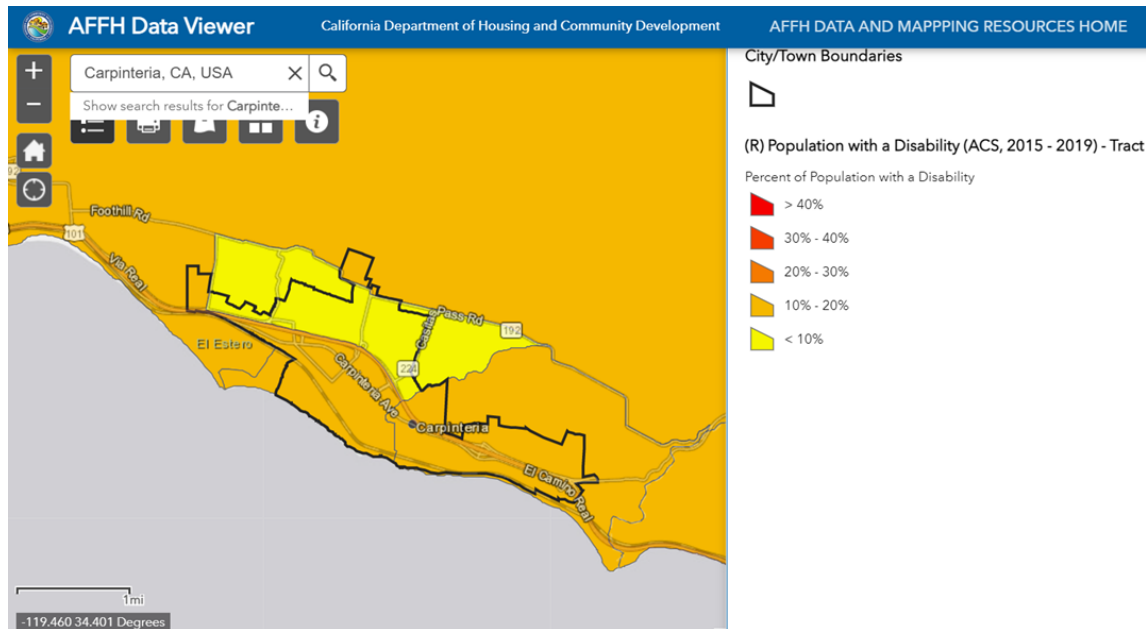 AFFH Data Viewer
California Department of Housing and Community Development
AFFH DATA AND MAPPPING RESOURCES HOME
+
−
Carpinteria, CA, USA
Show search results for Carpinte...
City/Town Boundaries
(R) Population with a Disability (ACS, 2015 - 2019) - Tract
Percent of Population with a Disability
> 40%
30% - 40%
20% - 30%
10% - 20%
< 10%
Foothill Rd
101
Via Real
El Estero
Casitas Pass Rd
192
224
Carpinteria Ave
Carpinteria
El Camino Real
1mi
-119.460 34.401 Degrees